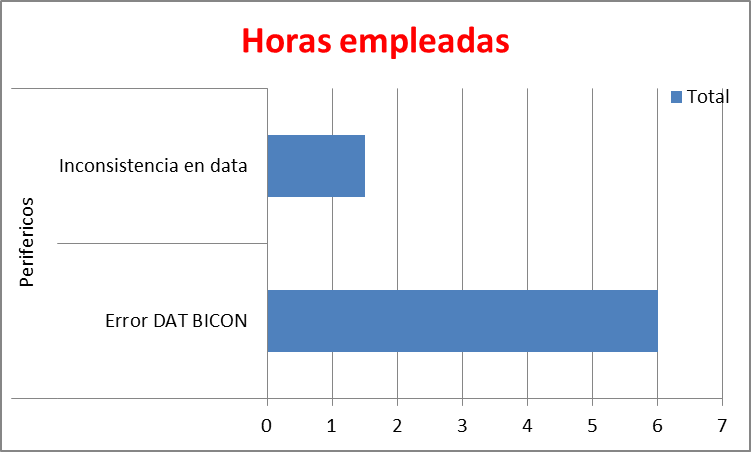 Horas empleadas
Total
Perifericos
Inconsistencia en data
Error DAT BICON
0 1 2 3 4 5 6 7